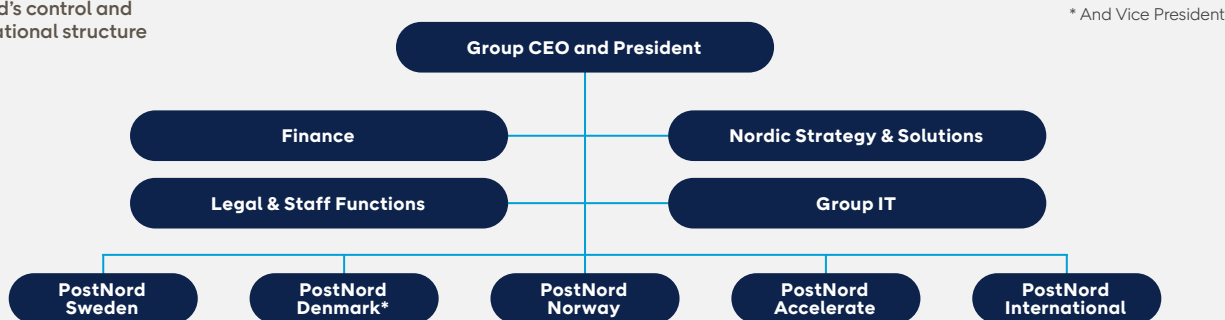 d's control and
ational structure
* And Vice President
Group CEO and President
Finance
Nordic Strategy & Solutions
Legal & Staff Functions
Group IT
PostNord
Sweden
PostNord
Denmark*
PostNord
Norway
PostNord
Accelerate
PostNord
International